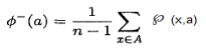 ϕ⁻(a) = 1/(n − 1) ∑_{x∈A} ℘ (x,a)